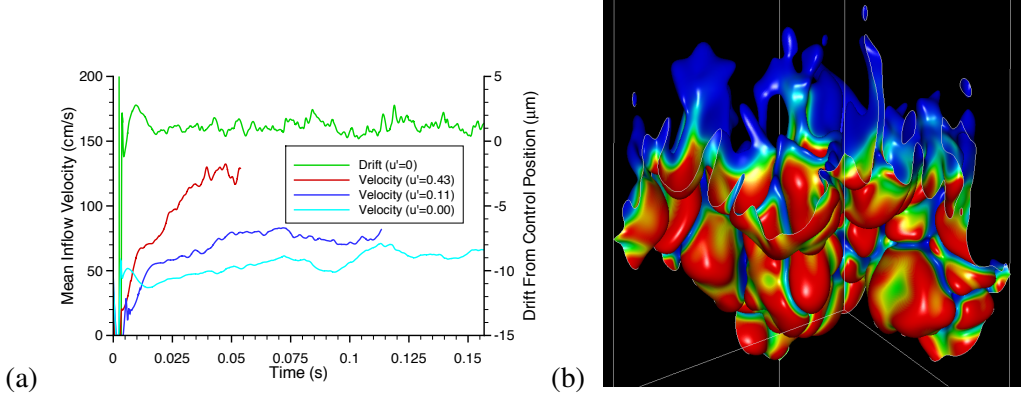 200
150
100
50
0
Mean Inflow Velocity (cm/s)
5
0
-5
-10
-15
Drift From Control Position (µm)
Drift (u'=0)
Velocity (u'=0.43)
Velocity (u'=0.11)
Velocity (u'=0.00)
0 0.025 0.05 0.075 0.1 0.125 0.15
Time (s)
(a)
(b)